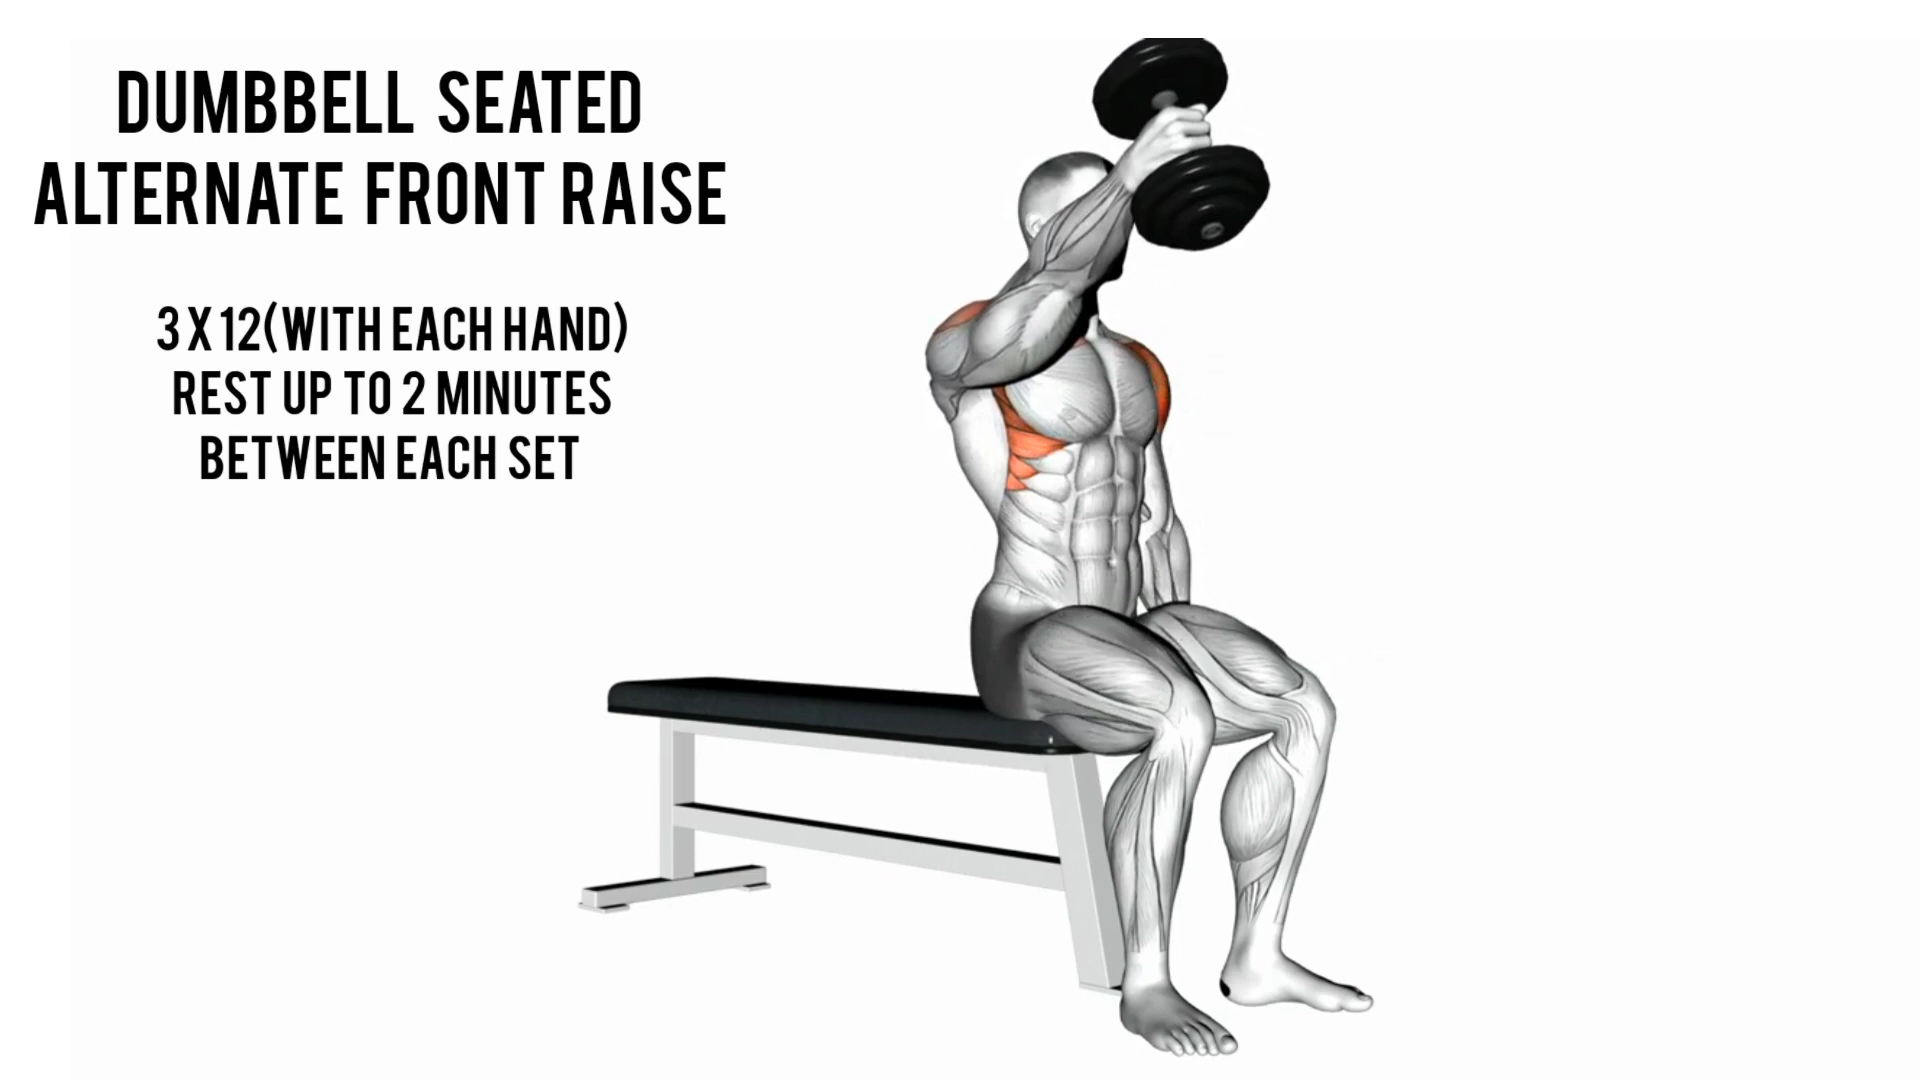 DUMBBELL SEATED
ALTERNATE FRONT RAISE
3 X 12(WITH EACH HAND)
REST UP TO 2 MINUTES
BETWEEN EACH SET